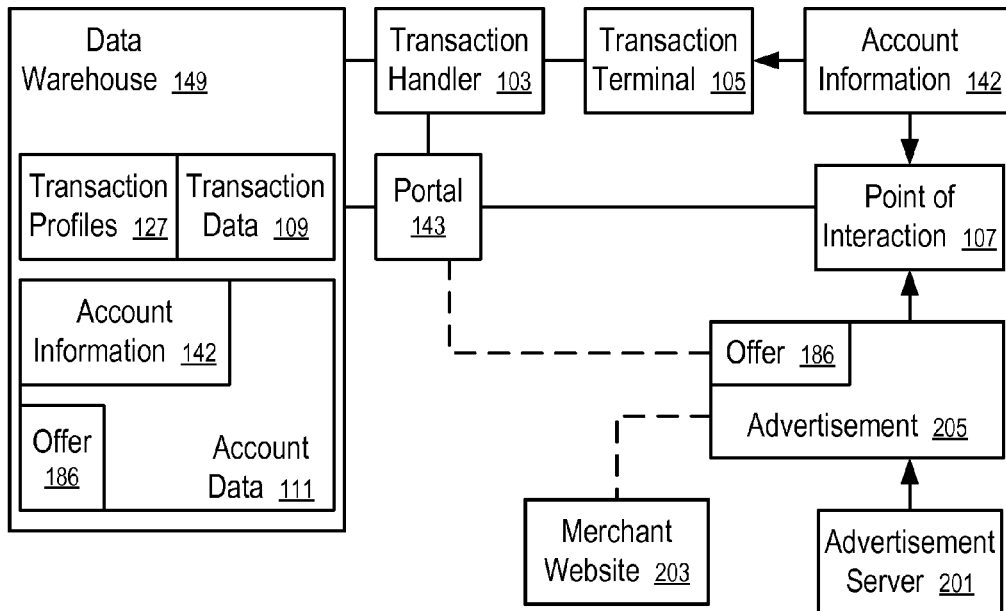 Data
Warehouse 149
Transaction
Handler 103
Transaction
Terminal 105
Account
Information 142
Transaction
Profiles 127
Transaction
Data 109
Portal
143
Point of
Interaction 107
Account
Information 142
Offer
186
Account
Data 111
Offer 186
Advertisement 205
Merchant
Website 203
Advertisement
Server 201